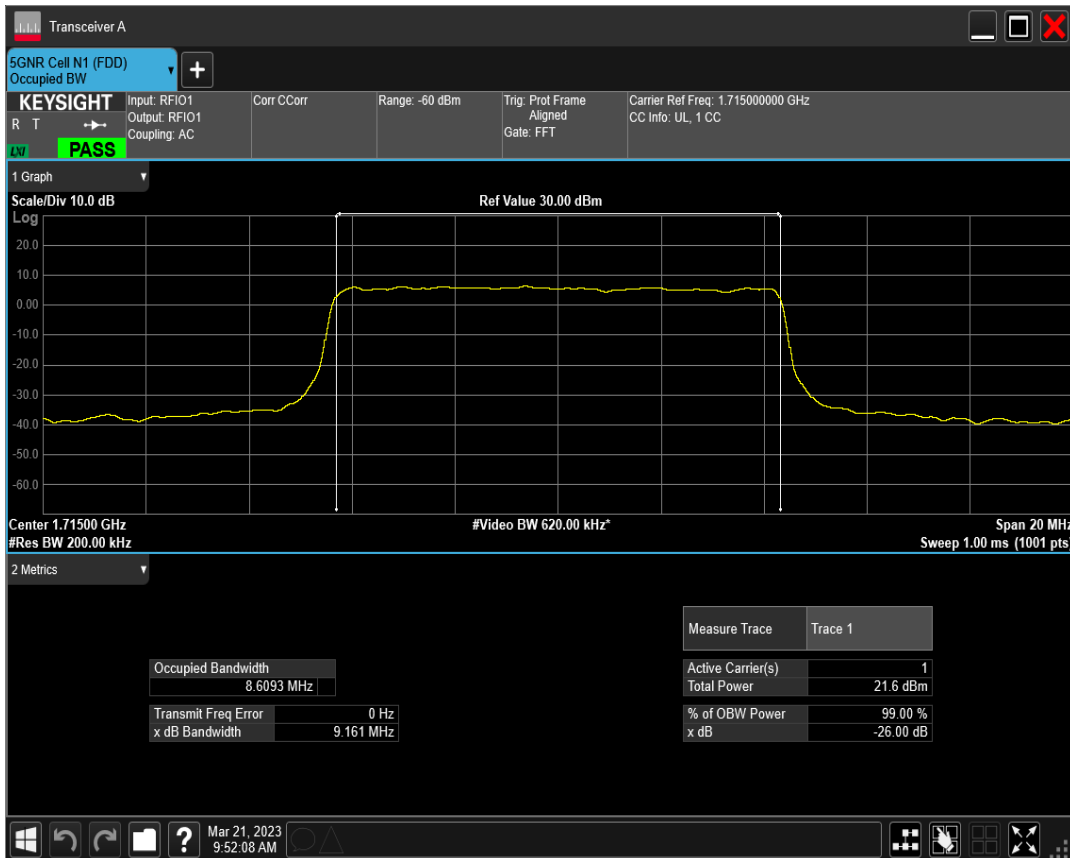 Transceiver A
5GNR Cell N1 (FDD)
Occupied BW
+
KEYSIGHT
R T
LXI
PASS
Input: RFIO1
Output: RFIO1
Coupling: AC
Corr CCorr
Range: -60 dBm
Trig: Prot Frame
Aligned
Gate: FFT
Carrier Ref Freq: 1.715000000 GHz
CC Info: UL, 1 CC
1 Graph
Scale/Div 10.0 dB
Ref Value 30.00 dBm
Log
20.0
10.0
0.00
-10.0
-20.0
-30.0
-40.0
-50.0
-60.0
Center 1.71500 GHz
#Video BW 620.00 kHz*
Span 20 MHz
#Res BW 200.00 kHz
Sweep 1.00 ms (1001 pts)
2 Metrics
Measure Trace Trace 1
Occupied Bandwidth
8.6093 MHz
Transmit Freq Error 0 Hz
x dB Bandwidth 9.161 MHz
Active Carrier(s) 1
Total Power 21.6 dBm
% of OBW Power 99.00 %
x dB -26.00 dB
?
Mar 21, 2023
9:52:08 AM